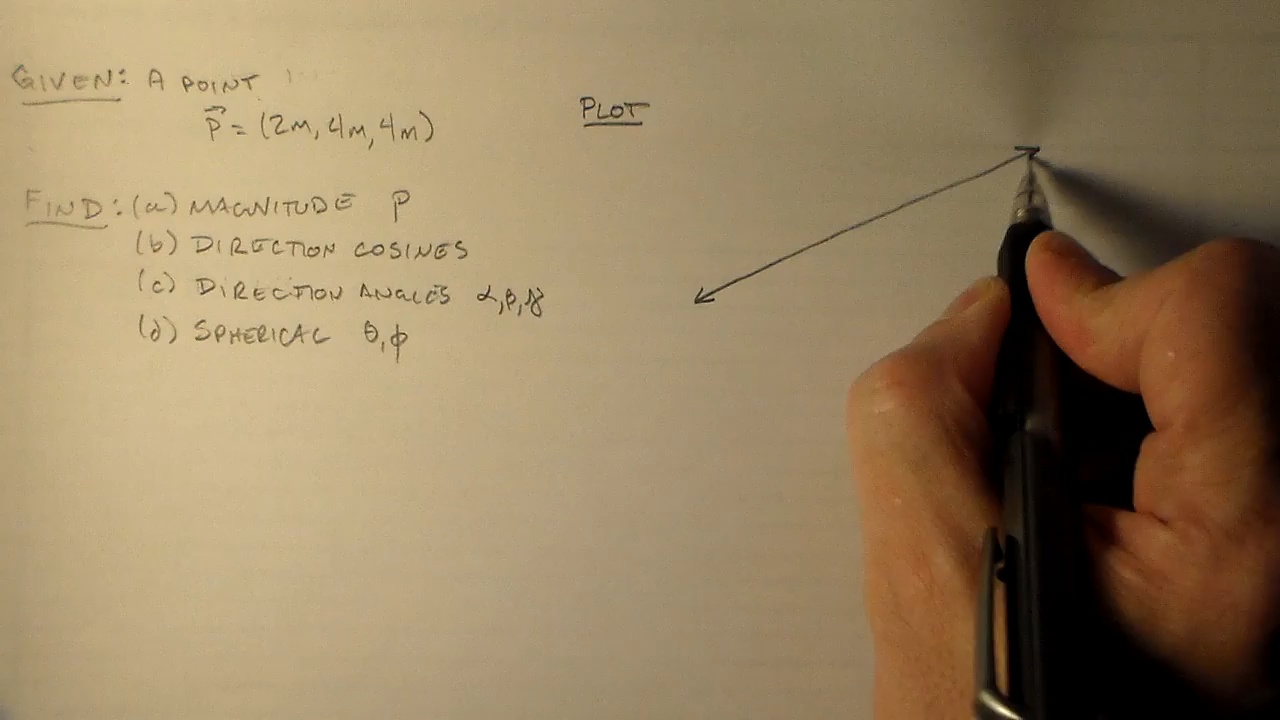 GIVEN: A POINT
P = (2m, 4m, 4m)
PLOT
FIND: (a) MAGNITUDE P
(b) DIRECTION COSINES
(c) DIRECTION ANGLES α, β, γ
(d) SPHERICAL θ, φ